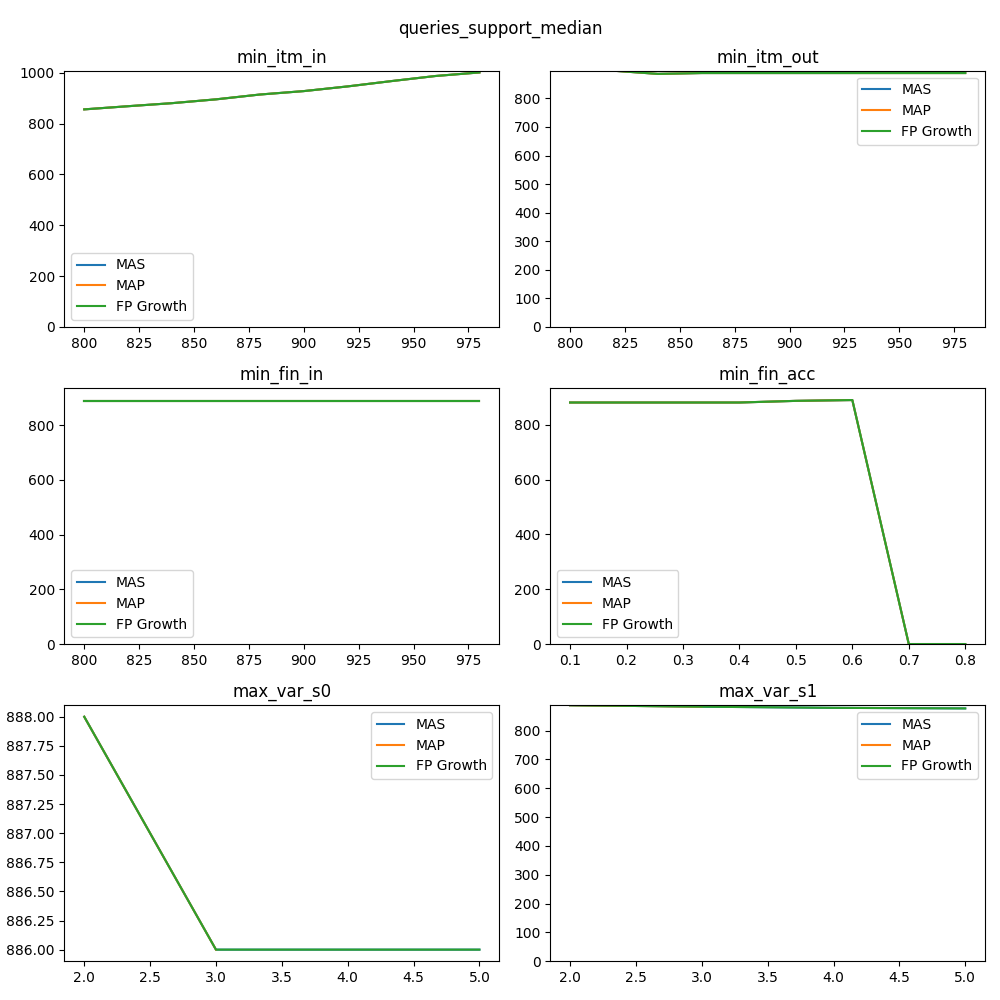 queries_support_median
min_itm_in
1000
800
600
400
200
0
MAS
MAP
FP Growth
800 825 850 875 900 925 950 975
min_itm_out
800
700
600
500
400
300
200
100
0
MAS
MAP
FP Growth
800 825 850 875 900 925 950 975
min_fin_in
800
600
400
200
0
MAS
MAP
FP Growth
800 825 850 875 900 925 950 975
min_fin_acc
800
600
400
200
0
MAS
MAP
FP Growth
0.1 0.2 0.3 0.4 0.5 0.6 0.7 0.8
max_var_s0
888.00
887.75
887.50
887.25
887.00
886.75
886.50
886.25
886.00
MAS
MAP
FP Growth
2.0 2.5 3.0 3.5 4.0 4.5 5.0
max_var_s1
800
700
600
500
400
300
200
100
0
MAS
MAP
FP Growth
2.0 2.5 3.0 3.5 4.0 4.5 5.0